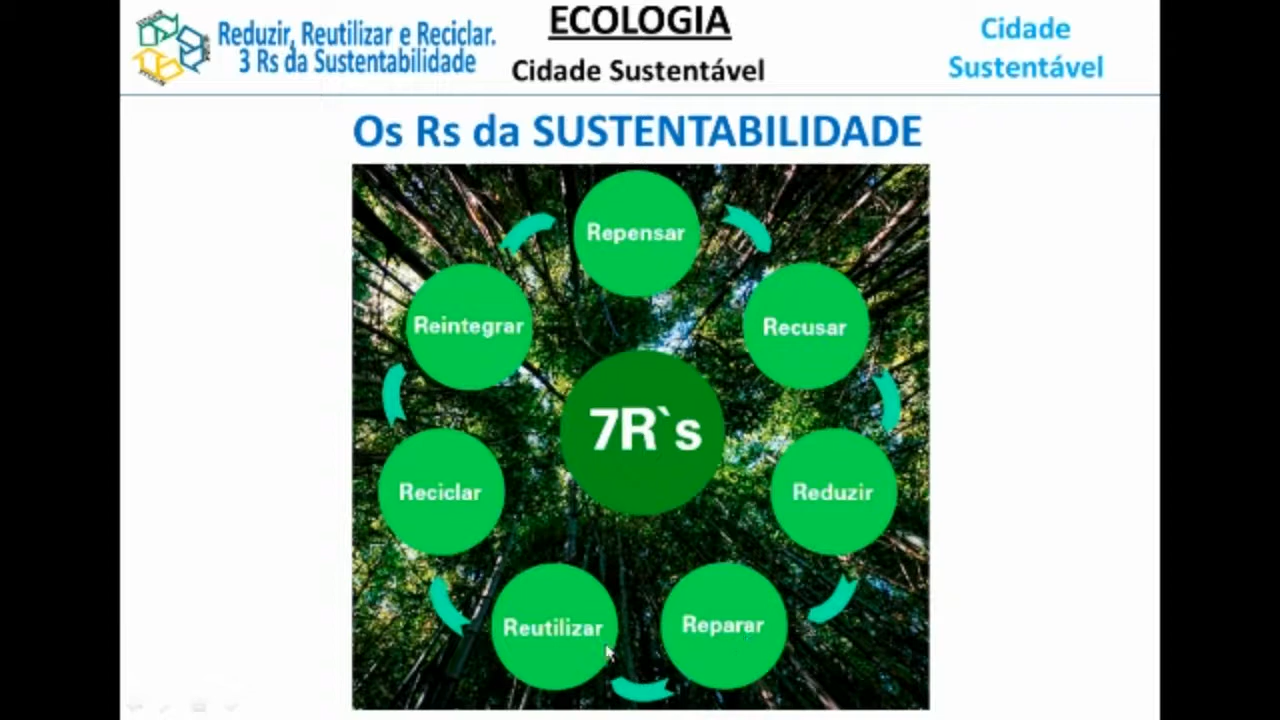 Reduzir, Reutilizar e Reciclar.
3 Rs da Sustentabilidade
ECOLOGIA
Cidade Sustentável
Cidade
Sustentável
Os Rs da SUSTENTABILIDADE
Repensar
Reintegrar
Recusar
7R`s
Reciclar
Reduzir
Reutilizar
Reparar